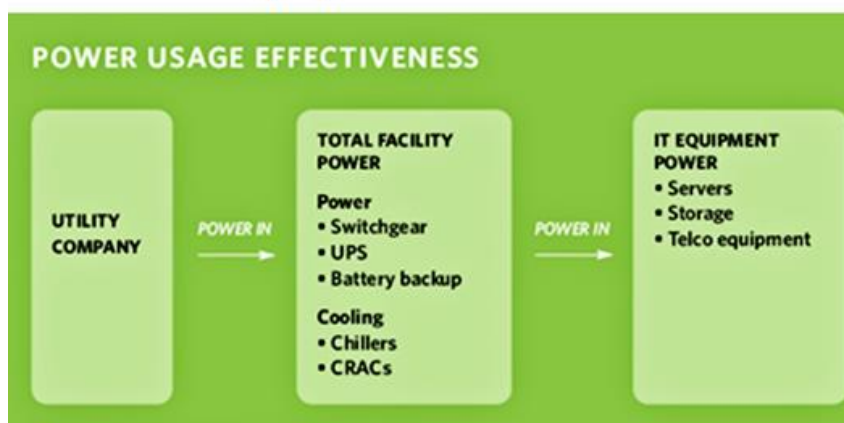 POWER USAGE EFFECTIVENESS
UTILITY
COMPANY
POWER IN
TOTAL FACILITY
POWER
Power
• Switchgear
• UPS
• Battery backup
Cooling
• Chillers
• CRACs
POWER IN
IT EQUIPMENT
POWER
• Servers
• Storage
• Telco equipment